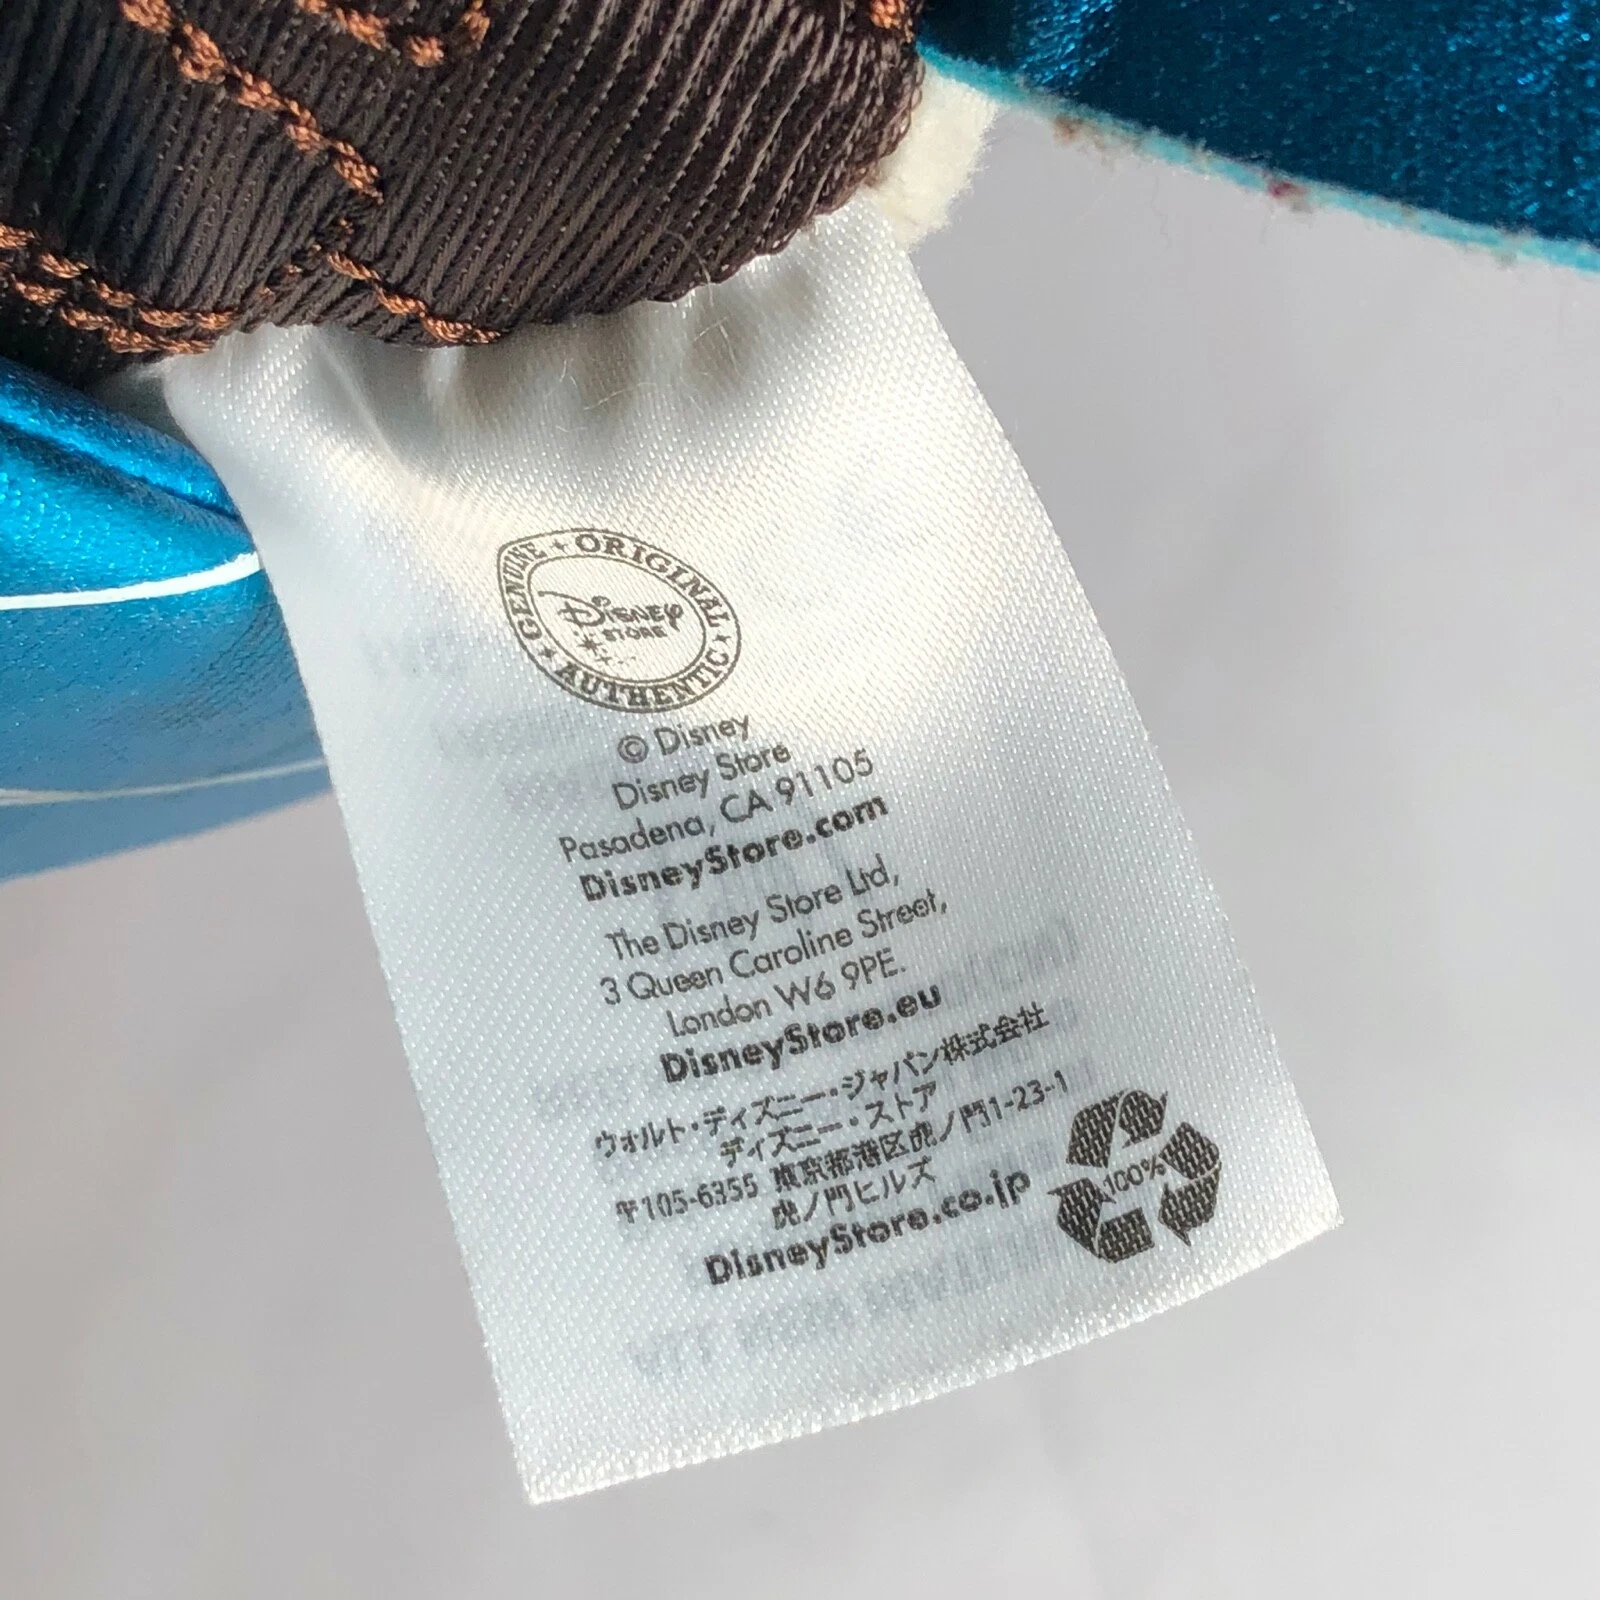 GENUINE ✦ ORIGINAL ✦ AUTHENTIC ✦
Disney
STORE
© Disney
Disney Store
Pasadena, CA 91105
DisneyStore.com
The Disney Store Ltd,
3 Queen Caroline Street,
London W6 9PE.
DisneyStore.eu
ウォルト・ディズニー・ジャパン株式会社
ディズニー・ストア
〒105-6355 東京都港区虎ノ門1-23-1
虎ノ門ヒルズ
DisneyStore.co.jp
100%